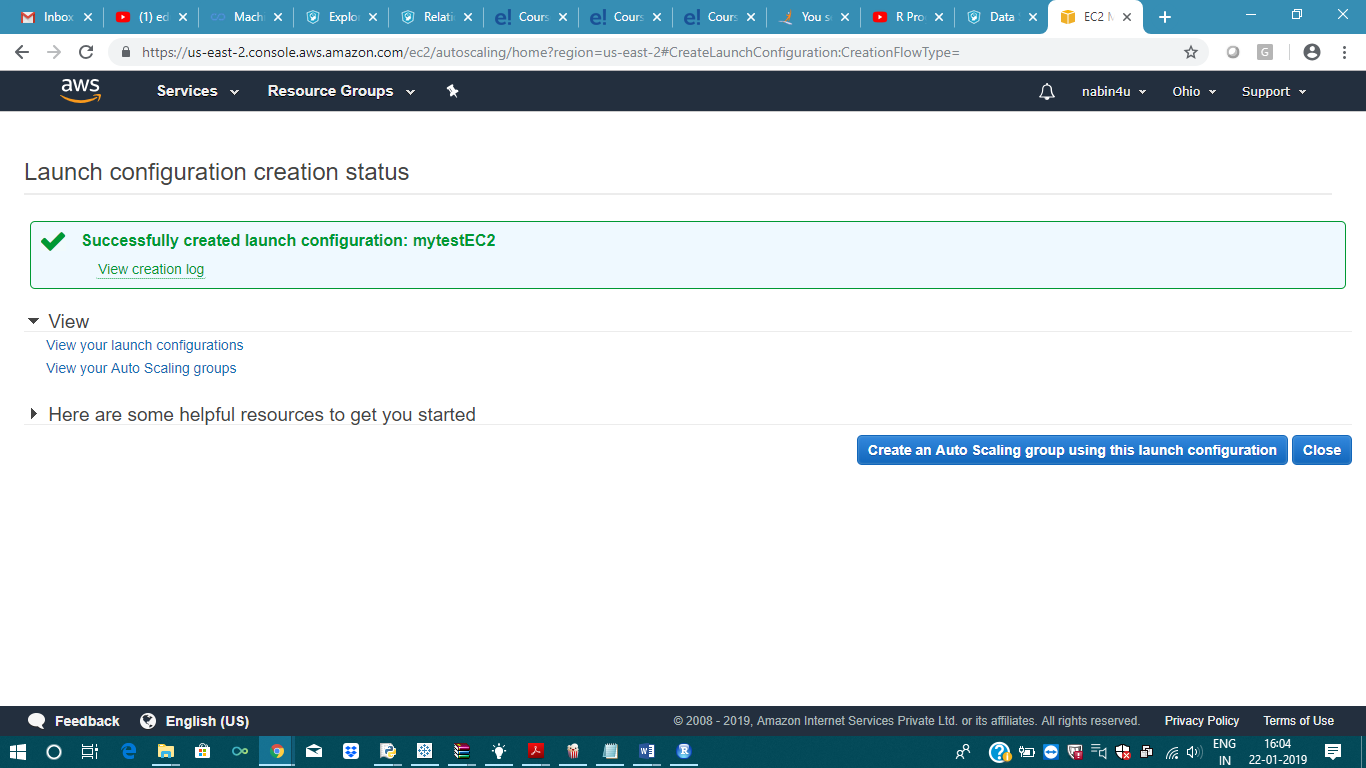 Inbox
(1) ed
Mach
Explo
Relati
e! Cours
e! Cours
e! Cours
You s
R Pro
Data
EC2 M
https://us-east-2.console.aws.amazon.com/ec2/autoscaling/home?region=us-east-2#CreateLaunchConfiguration:CreationFlowType=
G
aws Services Resource Groups nabin4u Ohio Support
Launch configuration creation status
Successfully created launch configuration: mytestEC2
View creation log
View
View your launch configurations
View your Auto Scaling groups
Here are some helpful resources to get you started
Create an Auto Scaling group using this launch configuration Close
Feedback English (US) © 2008 - 2019, Amazon Internet Services Private Ltd. or its affiliates. All rights reserved. Privacy Policy Terms of Use
ENG
IN
16:04
22-01-2019